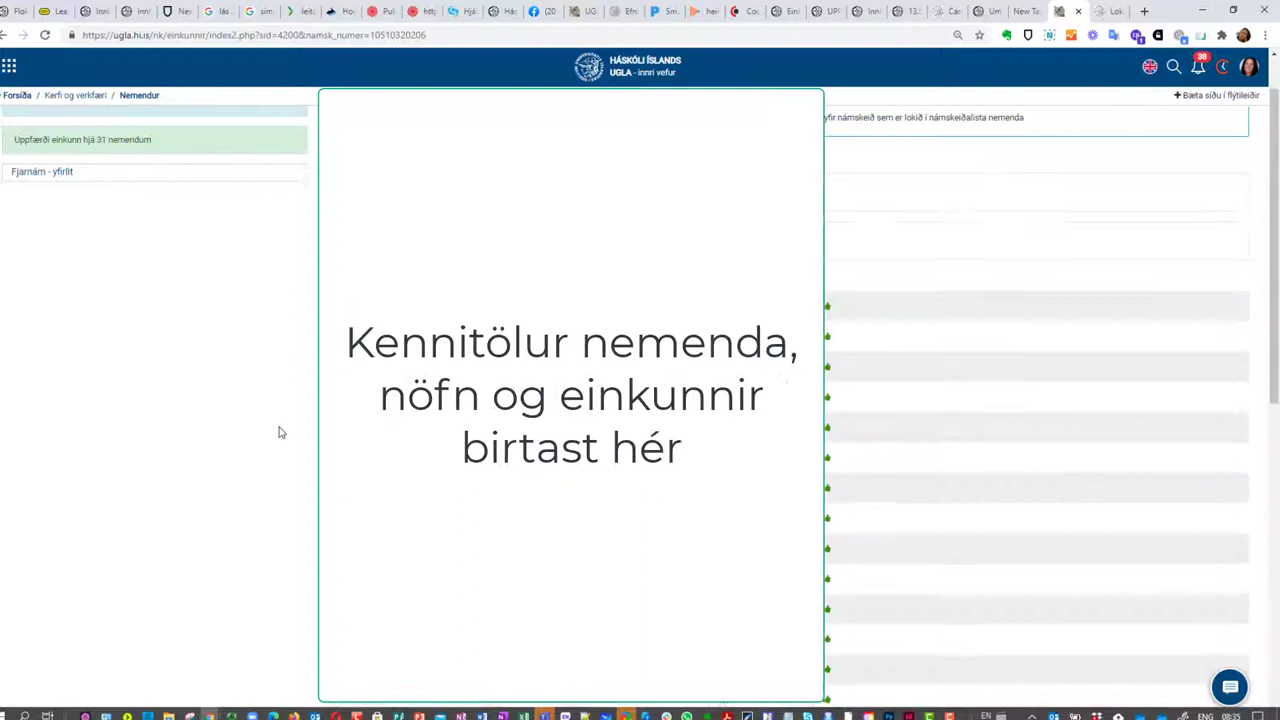 https://ugla.hi.is/nk/einkunnir/index2.php?sid=4200&namsk_numer=10510320206
HÁSKÓLI ÍSLANDS
UGLA - innri vefur
38
Forsíða / Kerfi og verkfæri / Nemendur
Bæta síðu í flýtileiðir
yfir námskeið sem er lokið í námskeiðalista nemenda
Uppfærði einkunn hjá 31 nemendum
Fjarnám - yfirlit
Kennitölur nemenda,
nöfn og einkunnir
birtast hér